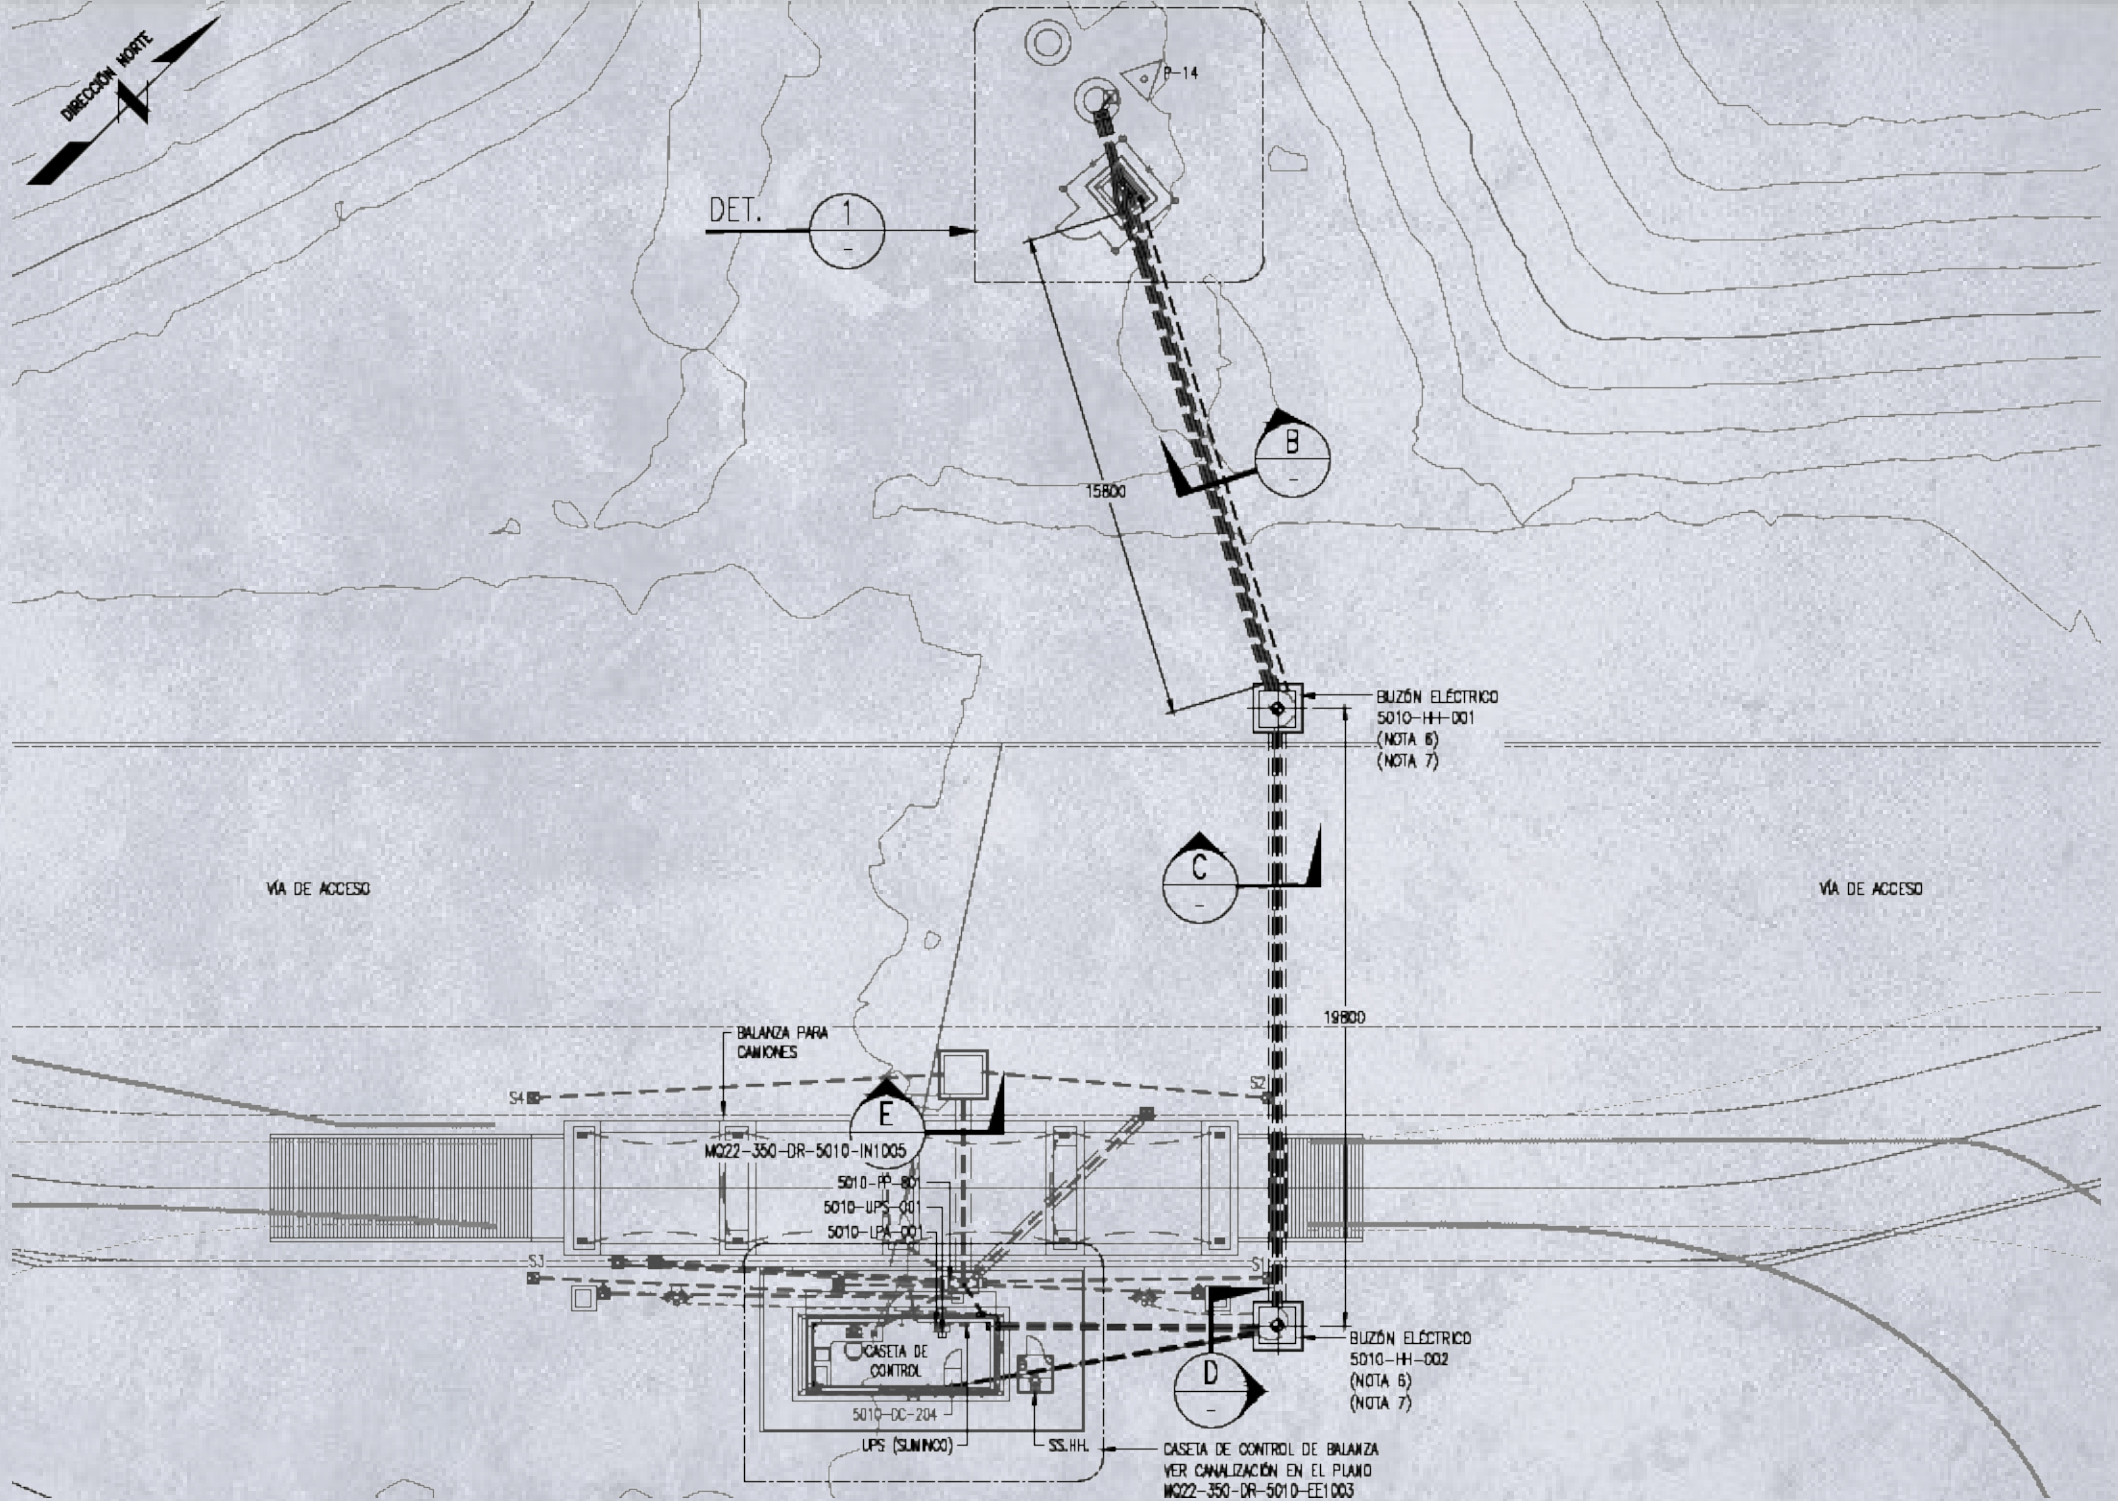 DIRECCIÓN NORTE
N
P-14
DET.
1
-
B
-
15800
BUZÓN ELÉCTRICO
5010-HH-001
(NOTA 6)
(NOTA 7)
C
-
VÍA DE ACCESO
VÍA DE ACCESO
19800
BALANZA PARA
CAMIONES
S4
S2
E
MQ22-350-DR-5010-IN1005
5010-PP-801
5010-UPS-001
5010-LPA-001
S3
S1
BUZÓN ELÉCTRICO
5010-HH-002
(NOTA 6)
(NOTA 7)
D
-
CASETA DE
CONTROL
5010-DC-204
UPS (SUMINCO)
SS.HH.
CASETA DE CONTROL DE BALANZA
VER CANALIZACIÓN EN EL PLANO
MQ22-350-DR-5010-EE1003